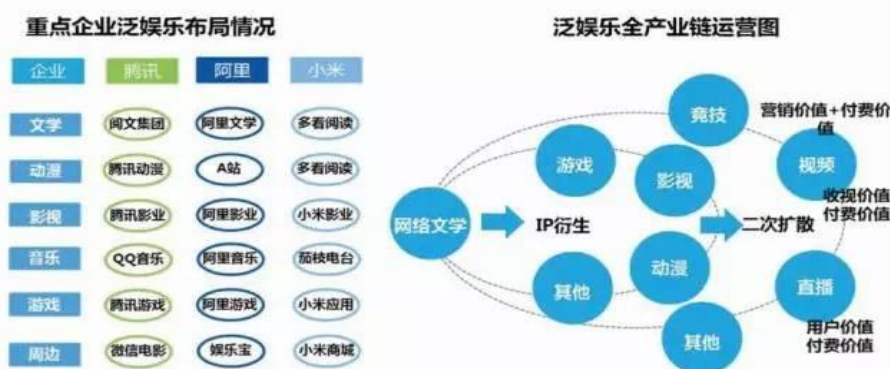 重点企业泛娱乐布局情况
企业 腾讯 阿里 小米
文学 阅文集团 阿里文学 多看阅读
动漫 腾讯动漫 A站 多看阅读
影视 腾讯影业 阿里影业 小米影业
音乐 QQ音乐 阿里音乐 茄枝电台
游戏 腾讯游戏 阿里游戏 小米应用
周边 微信电影 娱乐宝 小米商城
泛娱乐全产业链运营图
竞技
营销价值+付费价
值
游戏
影视
视频
收视价值
付费价值
网络文学
IP衍生
二次扩散
其他
动漫
直播
其他
用户价值
付费价值